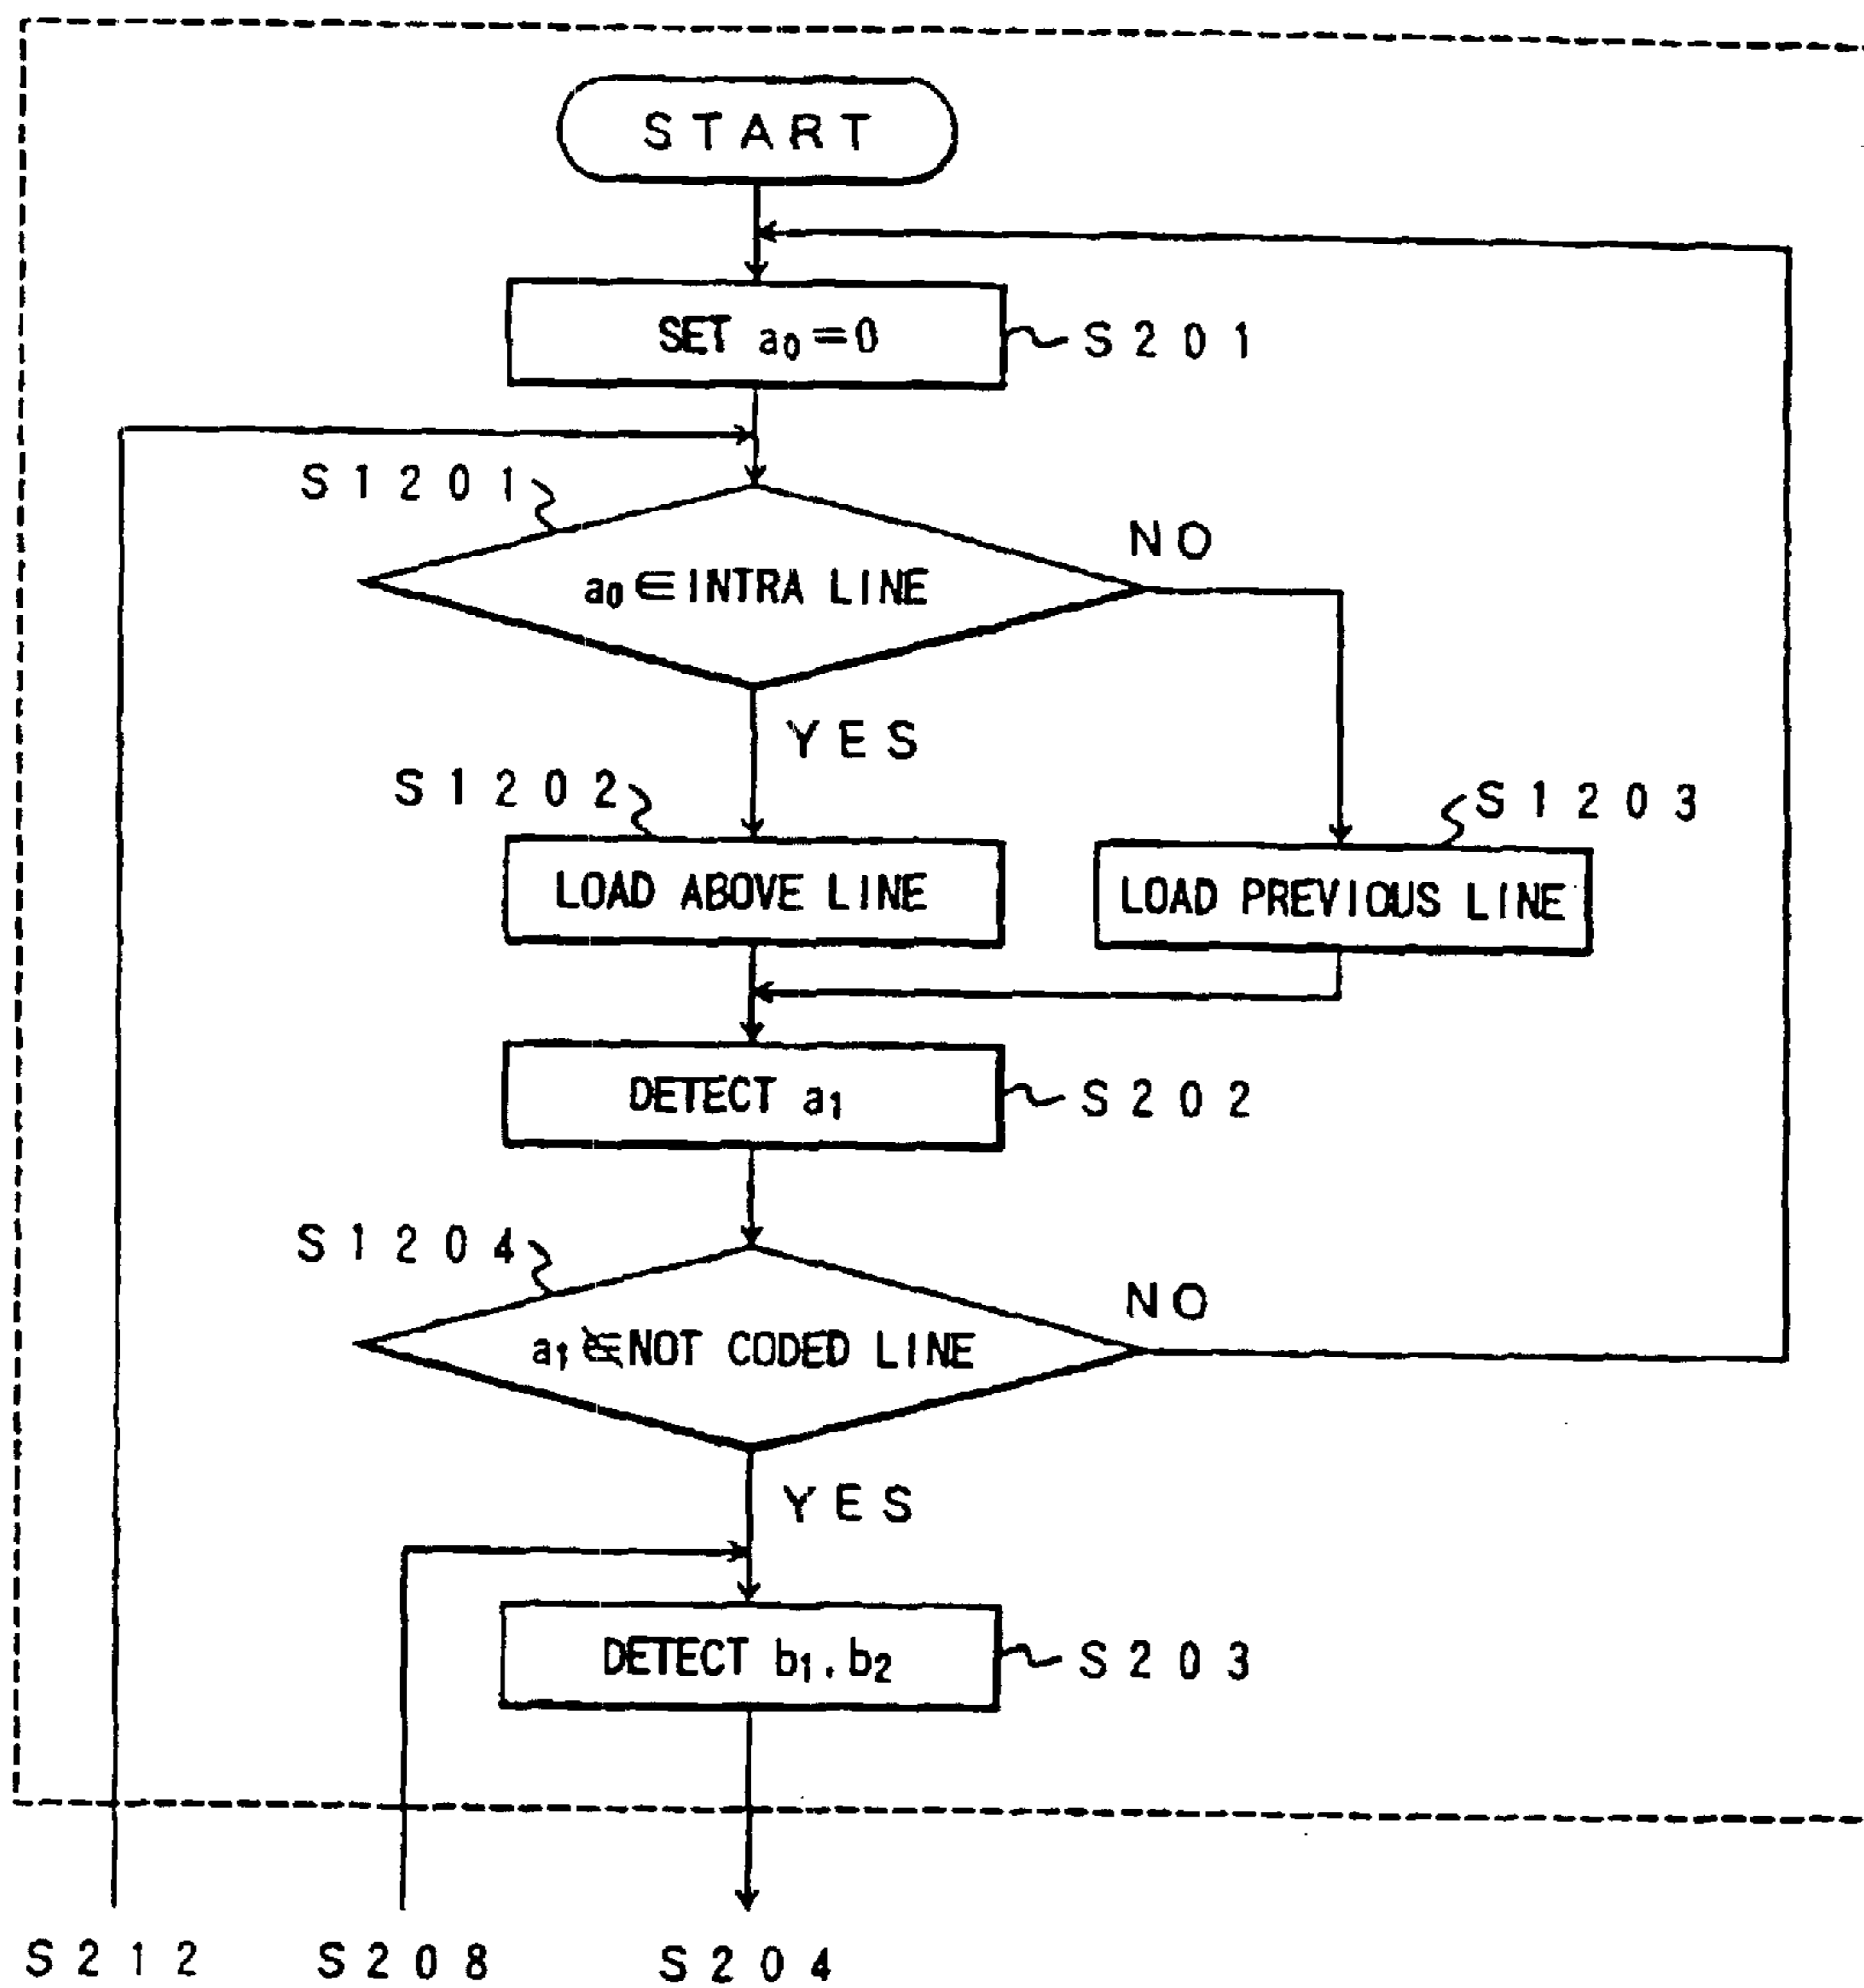 START
SET a₀=0
S201
S1201
a₀∈INTRA LINE
NO
YES
S1202
S1203
LOAD ABOVE LINE
LOAD PREVIOUS LINE
DETECT a₁
S202
S1204
NO
a₁∉NOT CODED LINE
YES
DETECT b₁, b₂
S203
S212
S208
S204